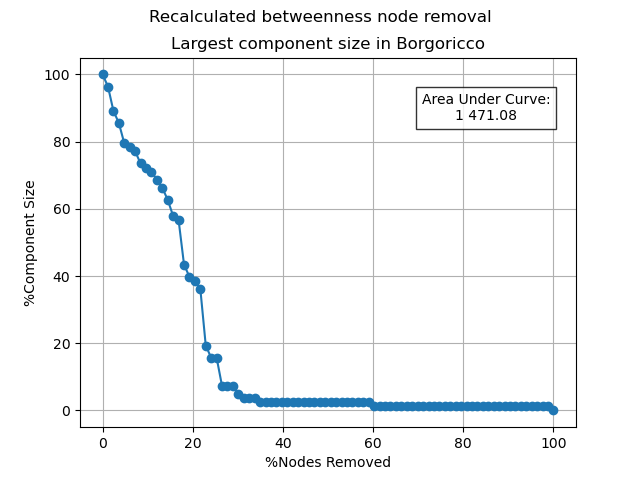 Recalculated betweenness node removal
Largest component size in Borgoricco
Area Under Curve:
1 471.08
%Component Size
100
80
60
40
20
0
0 20 40 60 80 100
%Nodes Removed